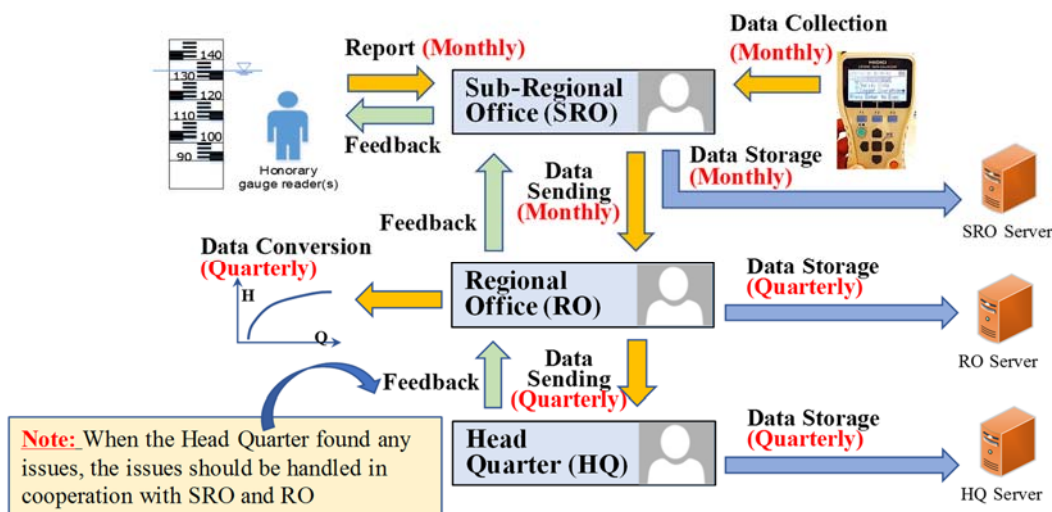 140
130
120
110
100
90
Honorary
gauge reader(s)
Report (Monthly)
Feedback
Sub-Regional
Office (SRO)
Data Collection
(Monthly)
Data Storage
(Monthly)
SRO Server
Data
Sending
(Monthly)
Feedback
Data Conversion
(Quarterly)
H
Q
Regional
Office (RO)
Data Storage
(Quarterly)
RO Server
Data
Sending
(Quarterly)
Feedback
Head
Quarter (HQ)
Data Storage
(Quarterly)
HQ Server
Note: When the Head Quarter found any
issues, the issues should be handled in
cooperation with SRO and RO